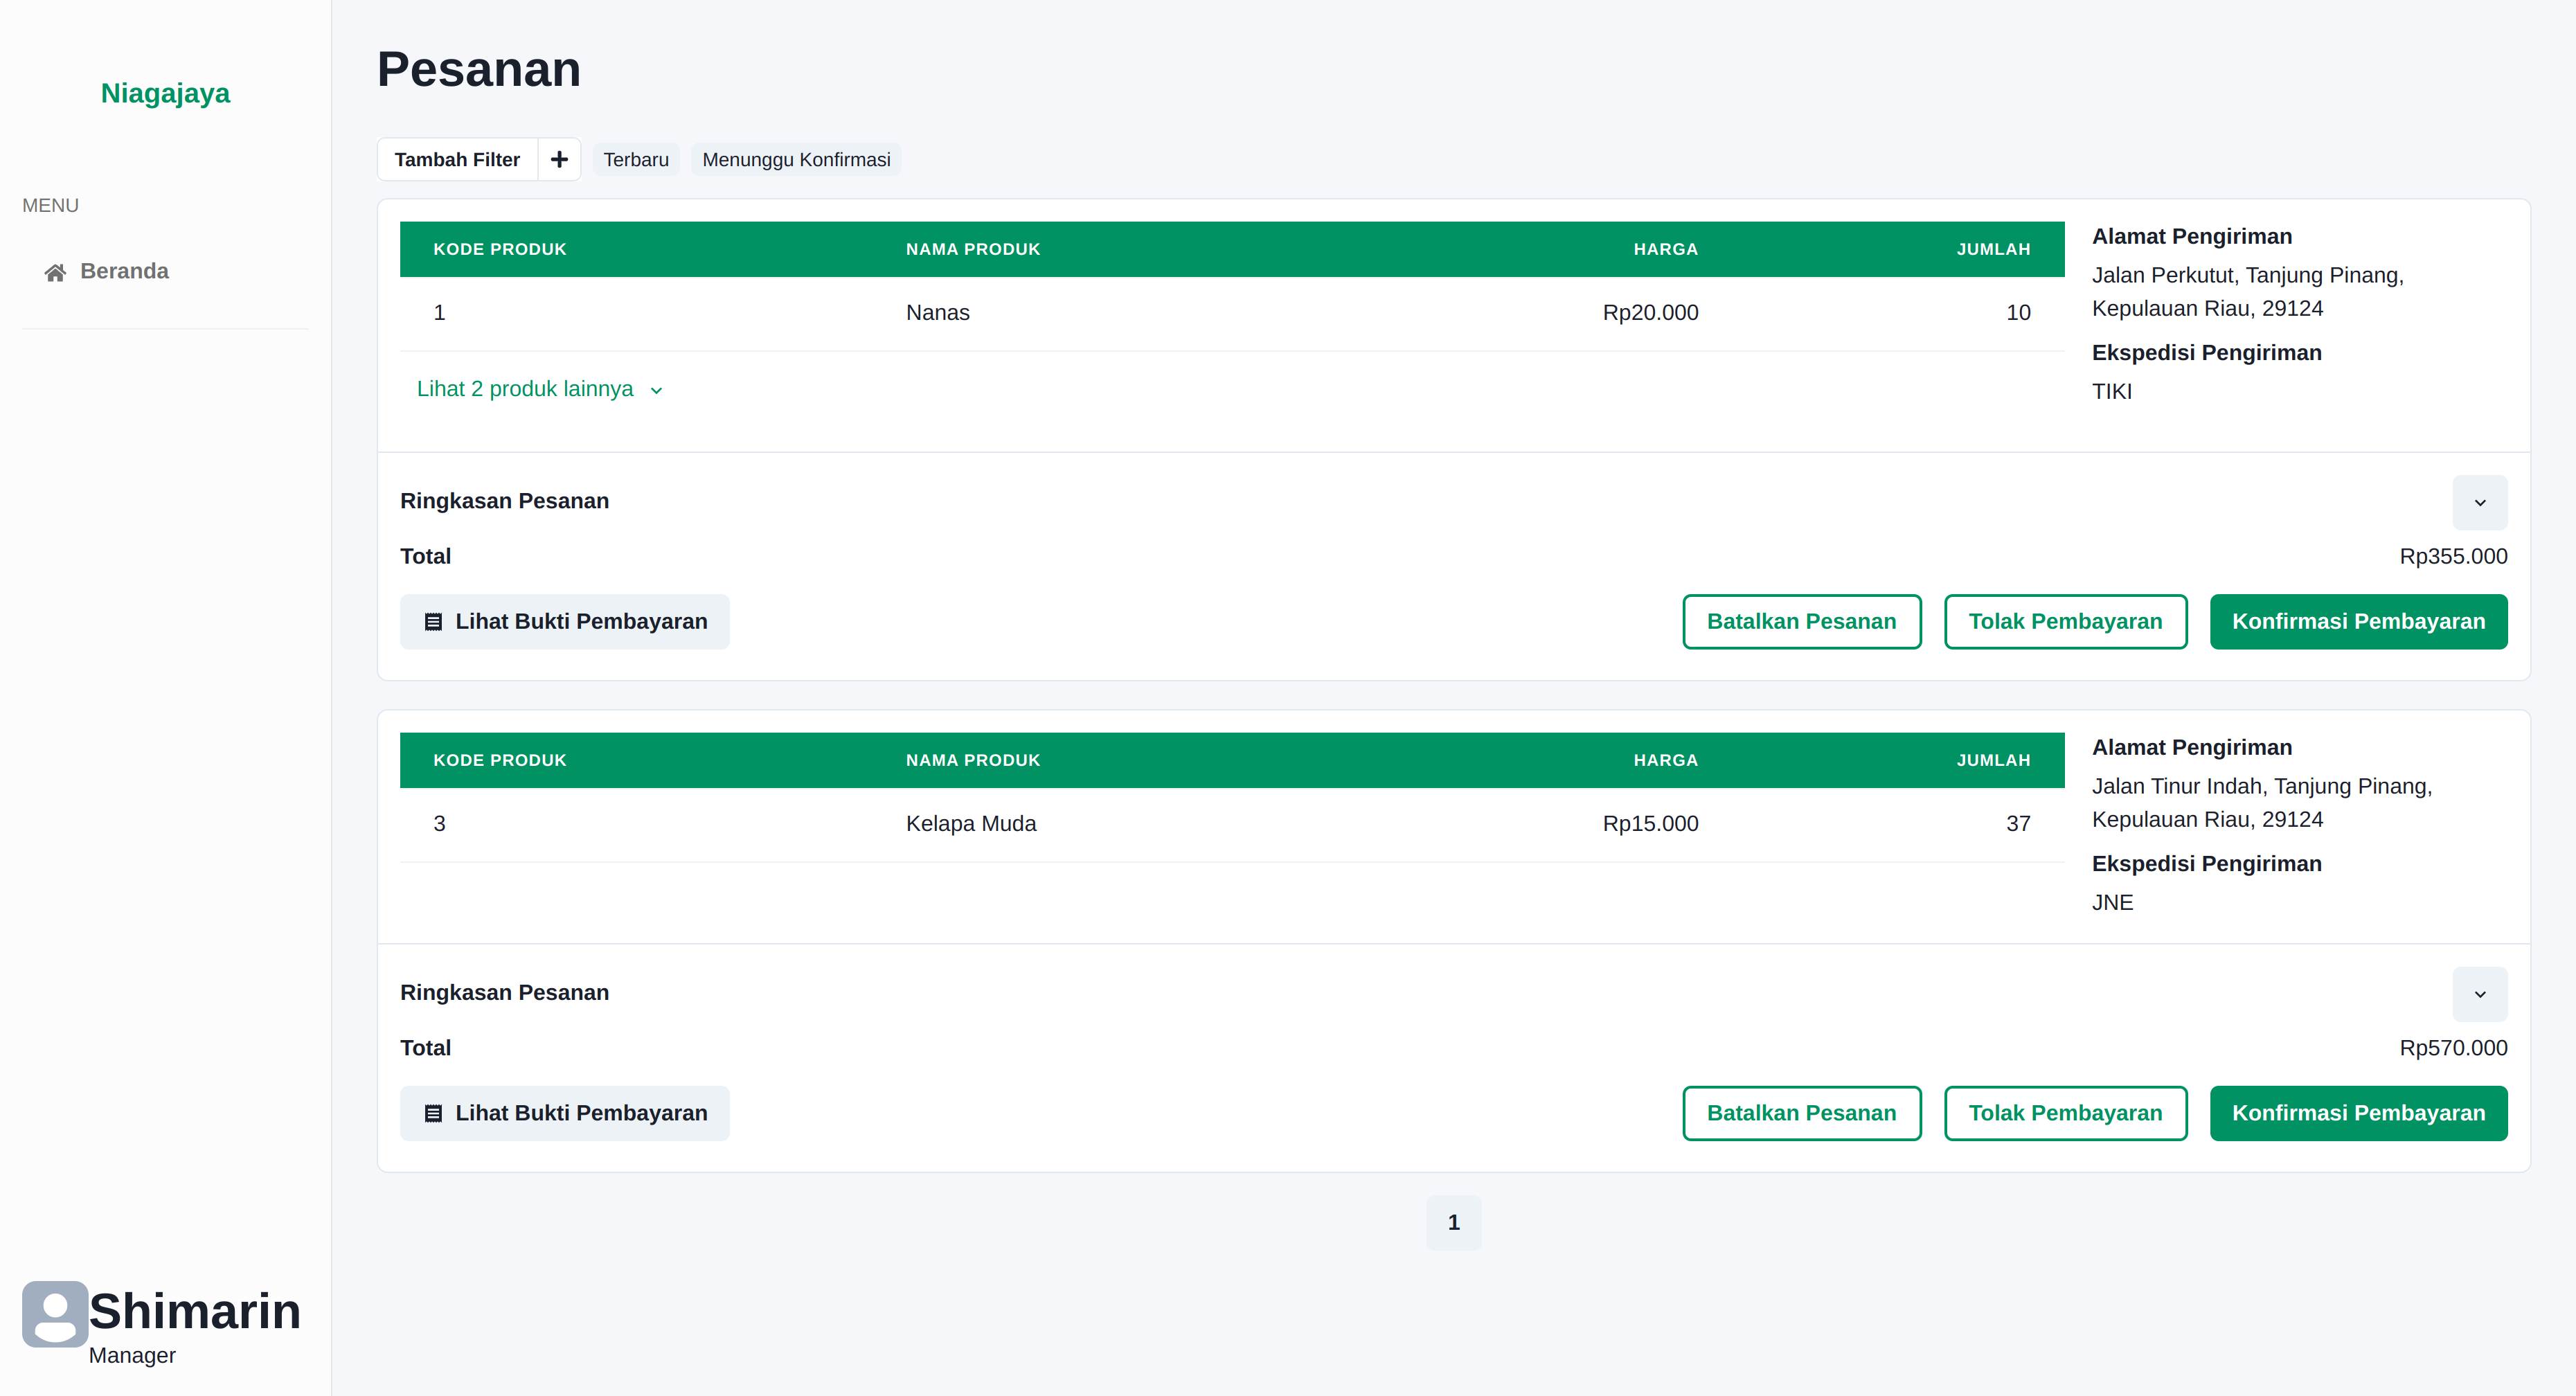 Niagajaya
MENU
Beranda
Shimarin
Manager
Pesanan
Tambah Filter
Terbaru
Menunggu Konfirmasi
KODE PRODUK NAMA PRODUK HARGA JUMLAH
1 Nanas Rp20.000 10
Lihat 2 produk lainnya
Alamat Pengiriman
Jalan Perkutut, Tanjung Pinang,
Kepulauan Riau, 29124
Ekspedisi Pengiriman
TIKI
Ringkasan Pesanan
Total Rp355.000
Lihat Bukti Pembayaran
Batalkan Pesanan
Tolak Pembayaran
Konfirmasi Pembayaran
KODE PRODUK NAMA PRODUK HARGA JUMLAH
3 Kelapa Muda Rp15.000 37
Alamat Pengiriman
Jalan Tinur Indah, Tanjung Pinang,
Kepulauan Riau, 29124
Ekspedisi Pengiriman
JNE
Ringkasan Pesanan
Total Rp570.000
Lihat Bukti Pembayaran
Batalkan Pesanan
Tolak Pembayaran
Konfirmasi Pembayaran
1